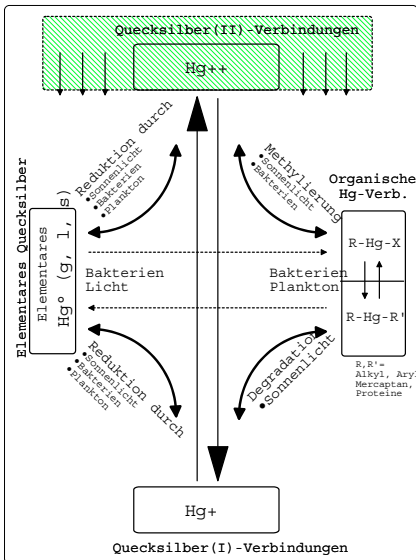 Quecksilber(II)-Verbindungen
Hg++
Reduktion durch
•Sonnenlicht
•Bakterien
•Plankton
Methylierung
•Sonnenlicht
•Bakterien
Organische
Hg-Verb.
Elementares Quecksilber
Elementares
Hg° (g, l, s)
R-Hg-X
R-Hg-R'
Bakterien
Licht
Bakterien
Plankton
Reduktion durch
•Sonnenlicht
•Bakterien
•Plankton
Degradation
•Sonnenlicht
R,R'=
Alkyl, Aryl
Mercaptan,
Proteine
Hg+
Quecksilber(I)-Verbindungen